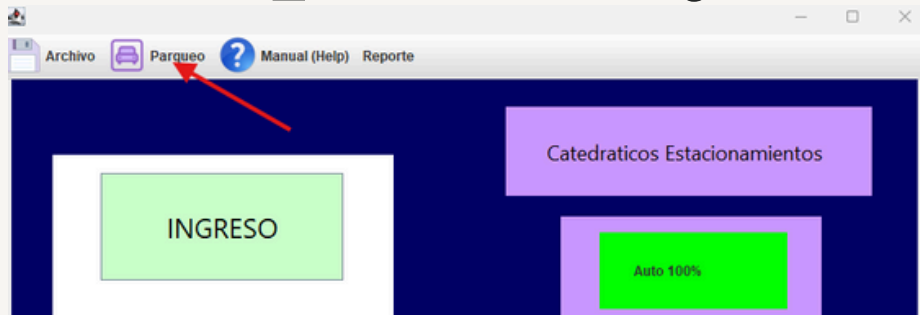 Archivo Parqueo Manual (Help) Reporte
Catedraticos Estacionamientos
INGRESO
Auto 100%